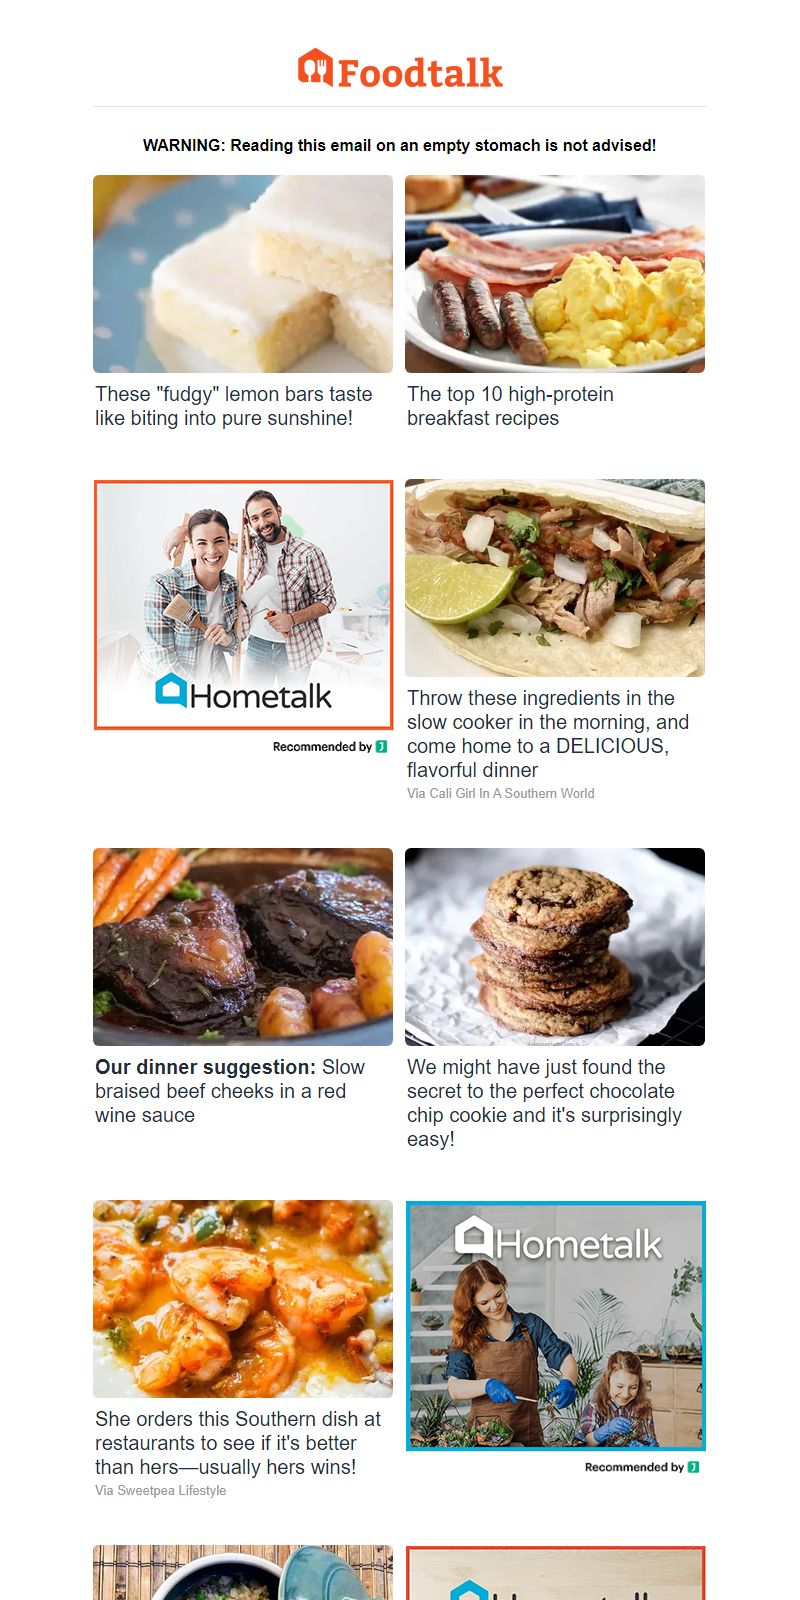 Foodtalk
WARNING: Reading this email on an empty stomach is not advised!
These "fudgy" lemon bars taste
like biting into pure sunshine!
The top 10 high-protein
breakfast recipes
Hometalk
Recommended by
Throw these ingredients in the
slow cooker in the morning, and
come home to a DELICIOUS,
flavorful dinner
Via Cali Girl In A Southern World
Our dinner suggestion: Slow
braised beef cheeks in a red
wine sauce
We might have just found the
secret to the perfect chocolate
chip cookie and it's surprisingly
easy!
She orders this Southern dish at
restaurants to see if it's better
than hers—usually hers wins!
Via Sweetpea Lifestyle
Hometalk
Recommended by